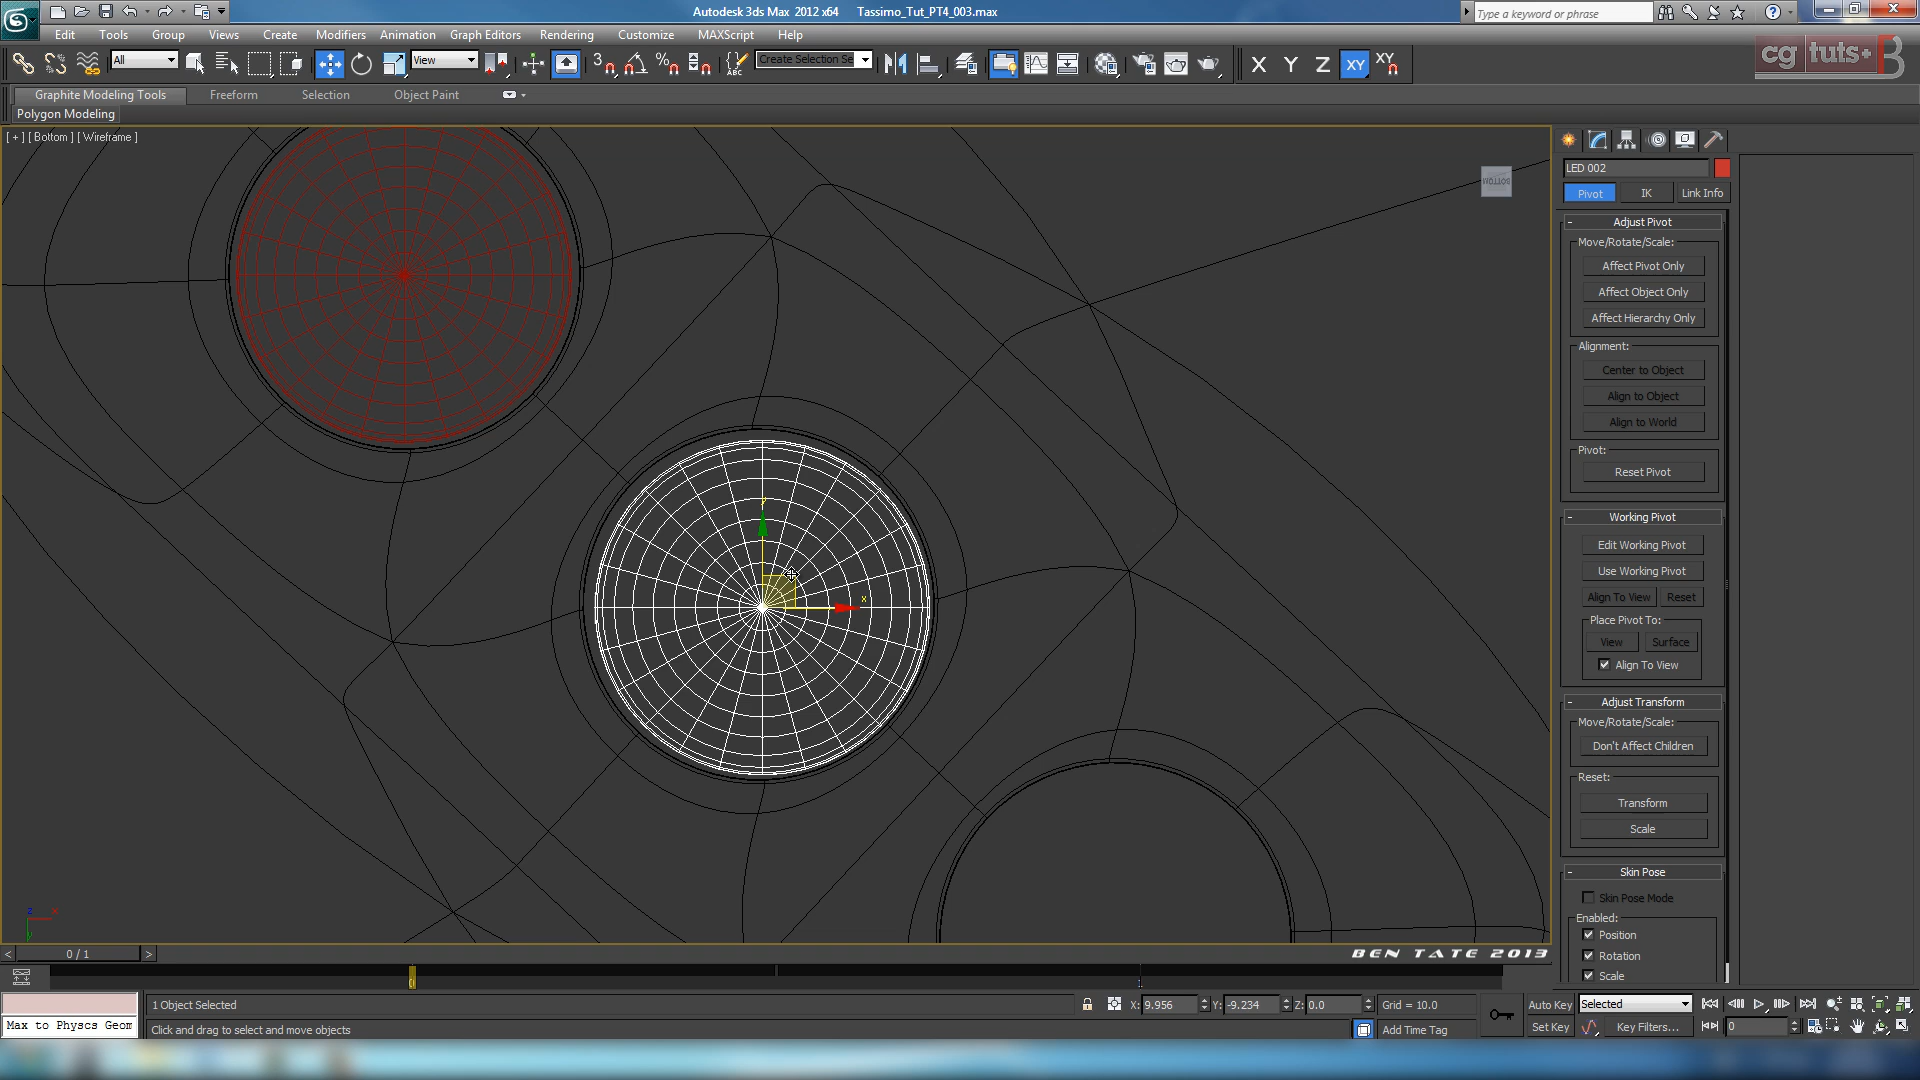 Autodesk 3ds Max 2012 x64 Tassimo_Tut_PT4_003.max
Type a keyword or phrase
Edit Tools Group Views Create Modifiers Animation Graph Editors Rendering Customize MAXScript Help
All
View
3
ABC
Create Selection Se
X Y Z XY XY
cg tuts+
Graphite Modeling Tools Freeform Selection Object Paint
Polygon Modeling
[ + ] [ Bottom ] [ Wireframe ]
BOTTOM
LED 002
Pivot IK Link Info
- Adjust Pivot
Move/Rotate/Scale:
Affect Pivot Only
Affect Object Only
Affect Hierarchy Only
Alignment:
Center to Object
Align to Object
Align to World
Pivot:
Reset Pivot
- Working Pivot
Edit Working Pivot
Use Working Pivot
Align To View Reset
Place Pivot To:
View Surface
Align To View
- Adjust Transform
Move/Rotate/Scale:
Don't Affect Children
Reset:
Transform
Scale
- Skin Pose
Skin Pose Mode
Enabled:
Position
Rotation
Scale
y
x
z x
y
BEN TATE 2013
< 0 / 1 >
0 1
1 Object Selected
X: 9.956 Y: -9.234 Z: 0.0 Grid = 10.0
Auto Key Selected
Max to Physcs Geom
Click and drag to select and move objects
Add Time Tag
Set Key Key Filters... 0